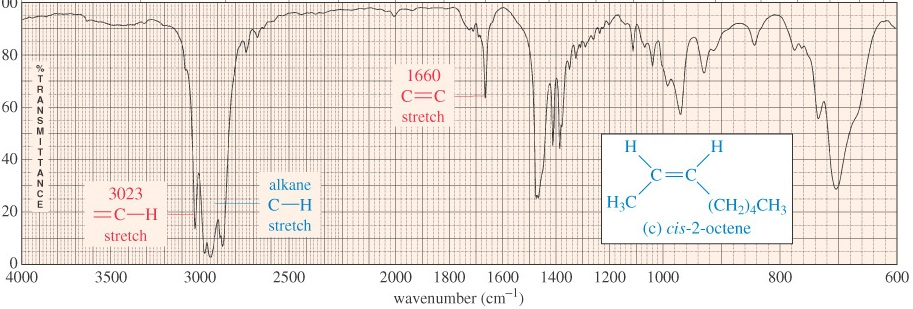 00
80
60
40
20
0
%TRANSMITTANCE
3023
=C—H
stretch
alkane
C—H
stretch
1660
C=C
stretch
H H
C=C
H₃C (CH₂)₄CH₃
(c) cis-2-octene
4000 3500 3000 2500 2000 1800 1600 1400 1200 1000 800 600
wavenumber (cm⁻¹)